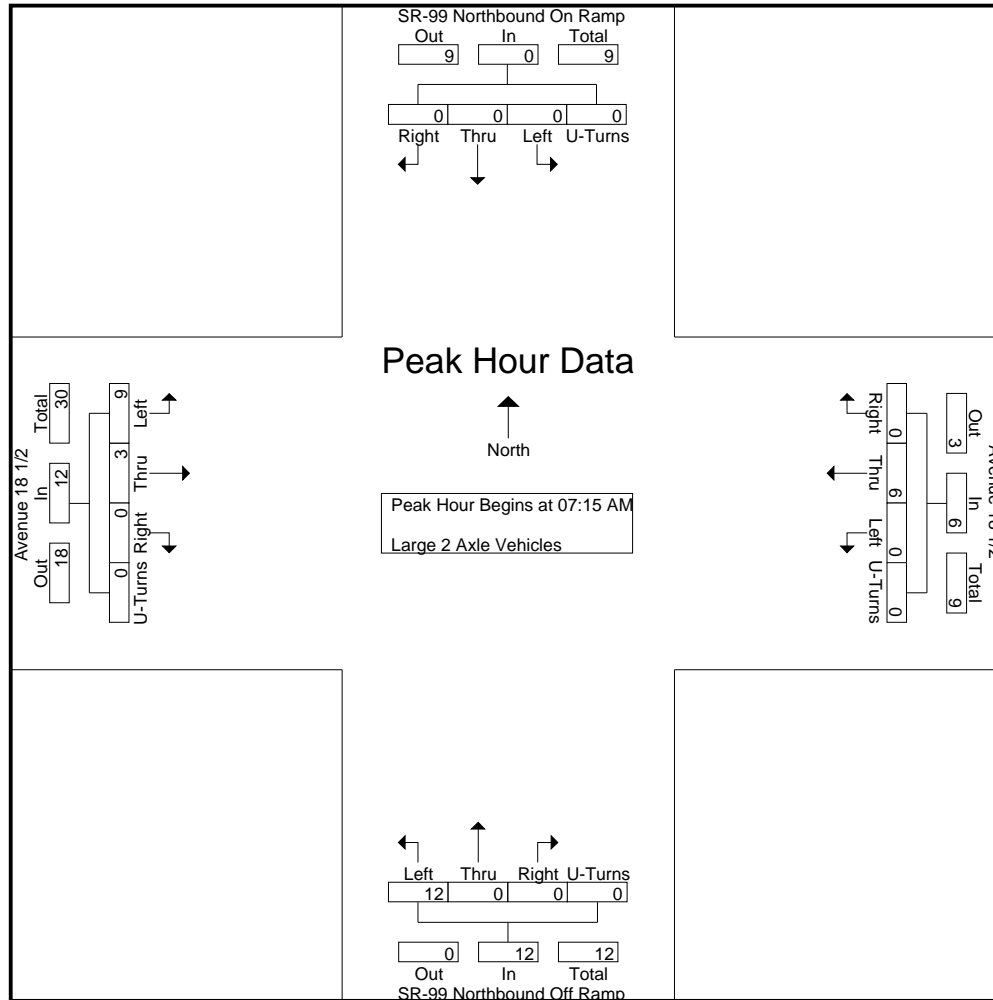 SR-99 Northbound On Ramp
Out In Total
9 0 9
0 0 0 0
Right Thru Left U-Turns
Peak Hour Data
North
Peak Hour Begins at 07:15 AM
Large 2 Axle Vehicles
Avenue 18 1/2
Total In Out
30 12 18
9 3 0 0
Left Thru Right U-Turns
Right Thru Left U-Turns
0 6 0 0
Out In Total
3 6 9
Avenue 18 1/2
Left Thru Right U-Turns
12 0 0 0
0 12 12
Out In Total
SR-99 Northbound Off Ramp